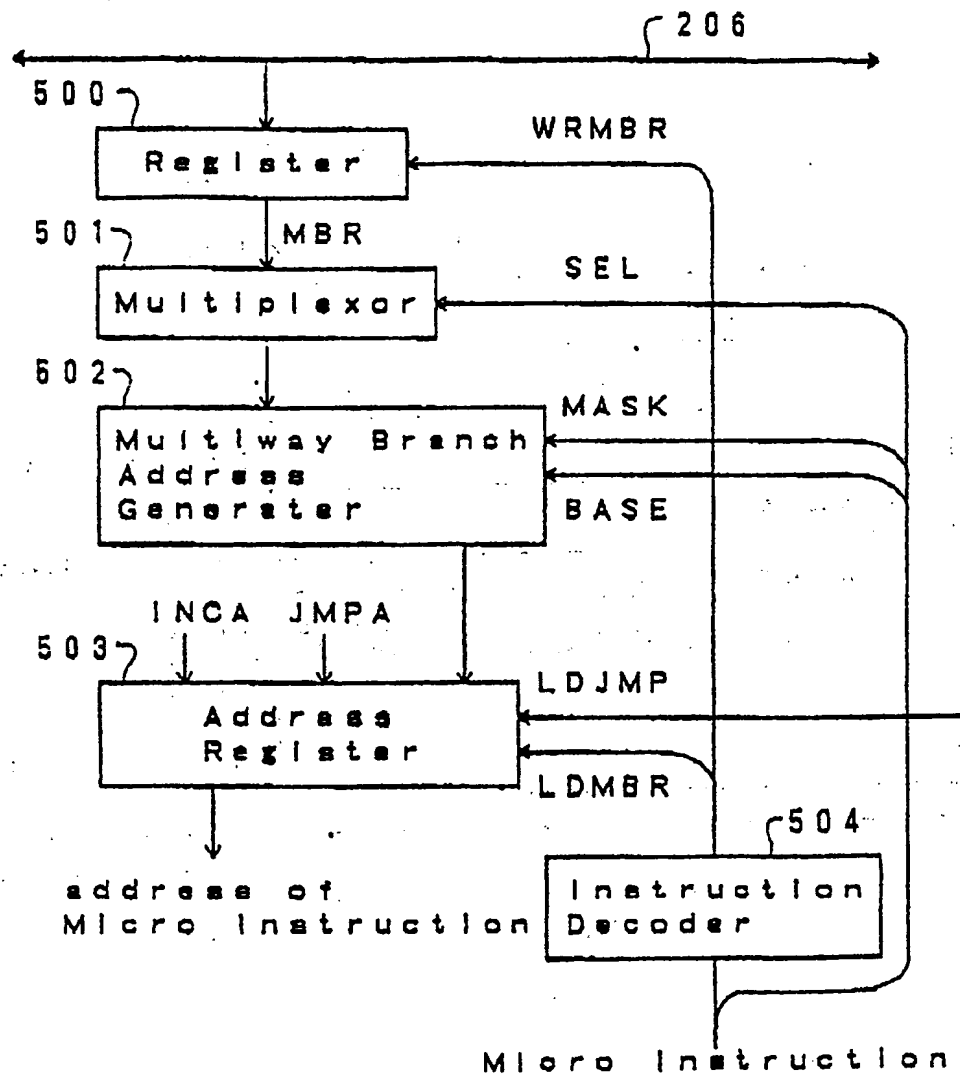 206
500
WRMBR
Register
501
MBR
SEL
Multiplexor
502
MASK
Multiway Branch
Address
Generater
BASE
INCA JMPA
503
LDJMP
Address
Register
LDMBR
504
address of
Micro Instruction
Instruction
Decoder
Micro Instruction